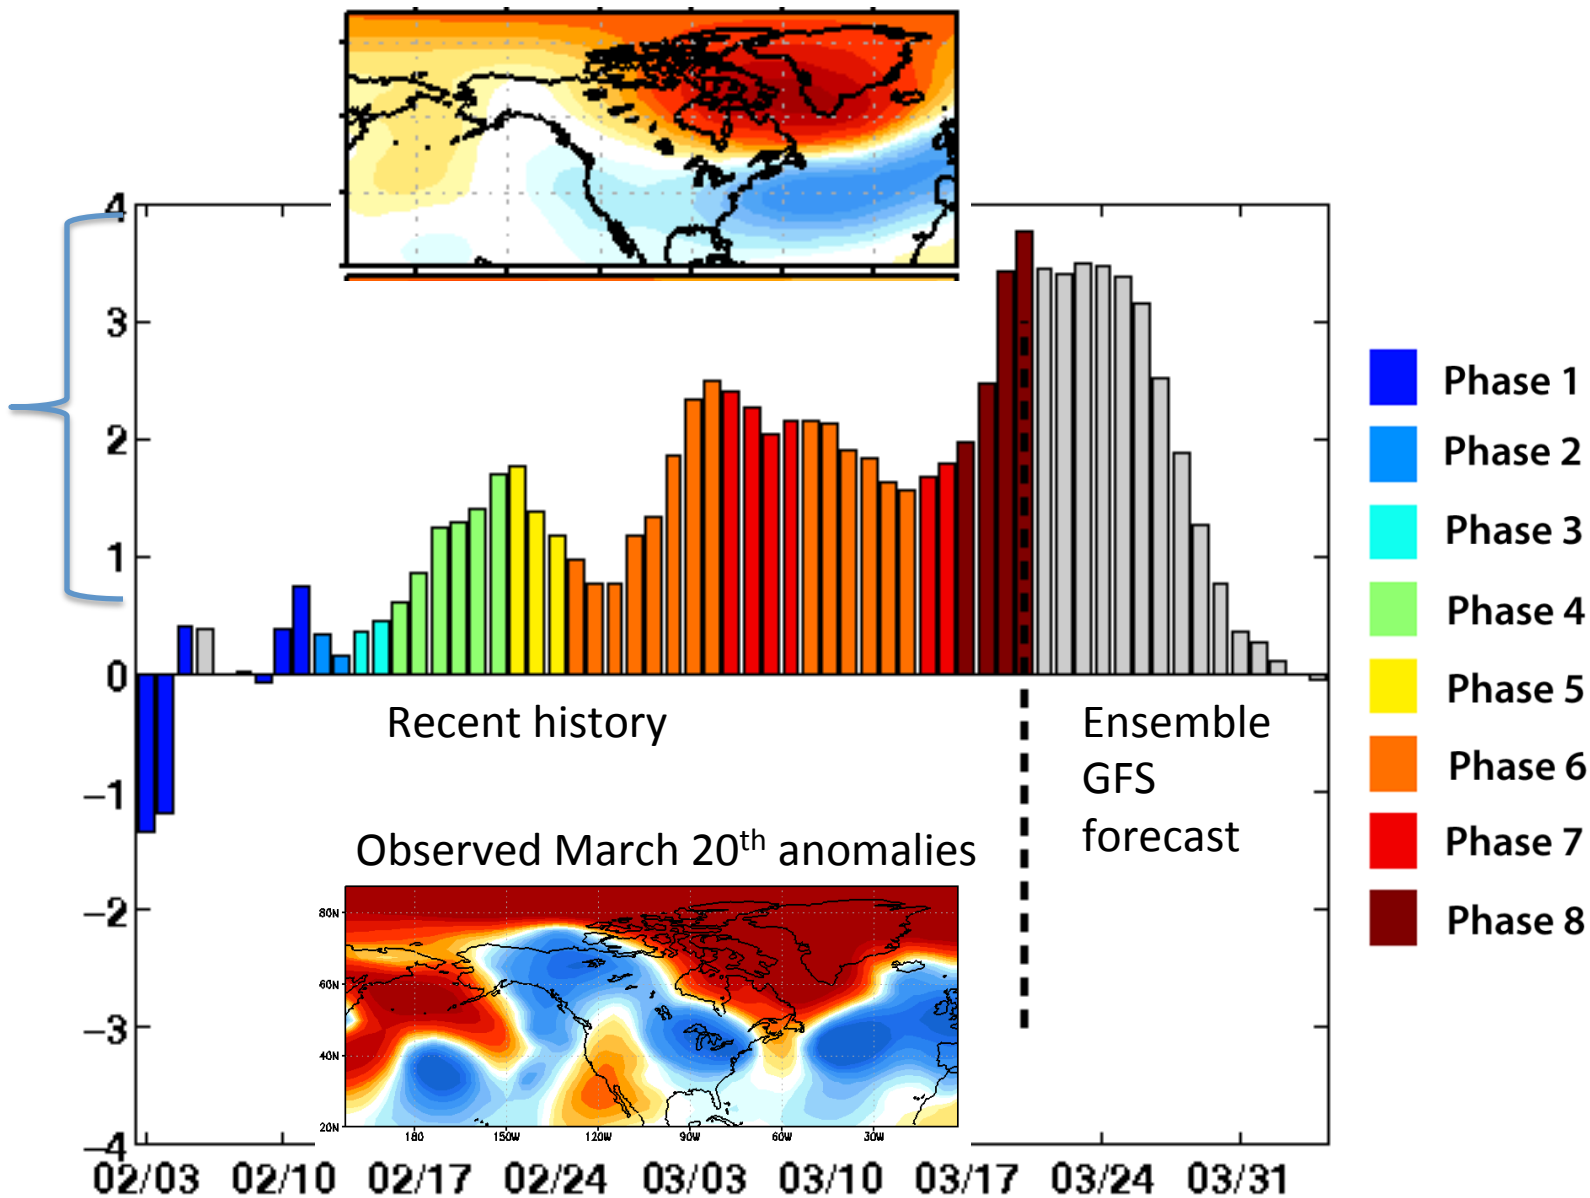 4
3
2
1
0
−1
−2
−3
−4
Recent history
Ensemble
GFS
forecast
Observed March 20th anomalies
80N
60N
40N
20N
180
150W
120W
90W
60W
30W
02/03
02/10
02/17
02/24
03/03
03/10
03/17
03/24
03/31
Phase 1
Phase 2
Phase 3
Phase 4
Phase 5
Phase 6
Phase 7
Phase 8